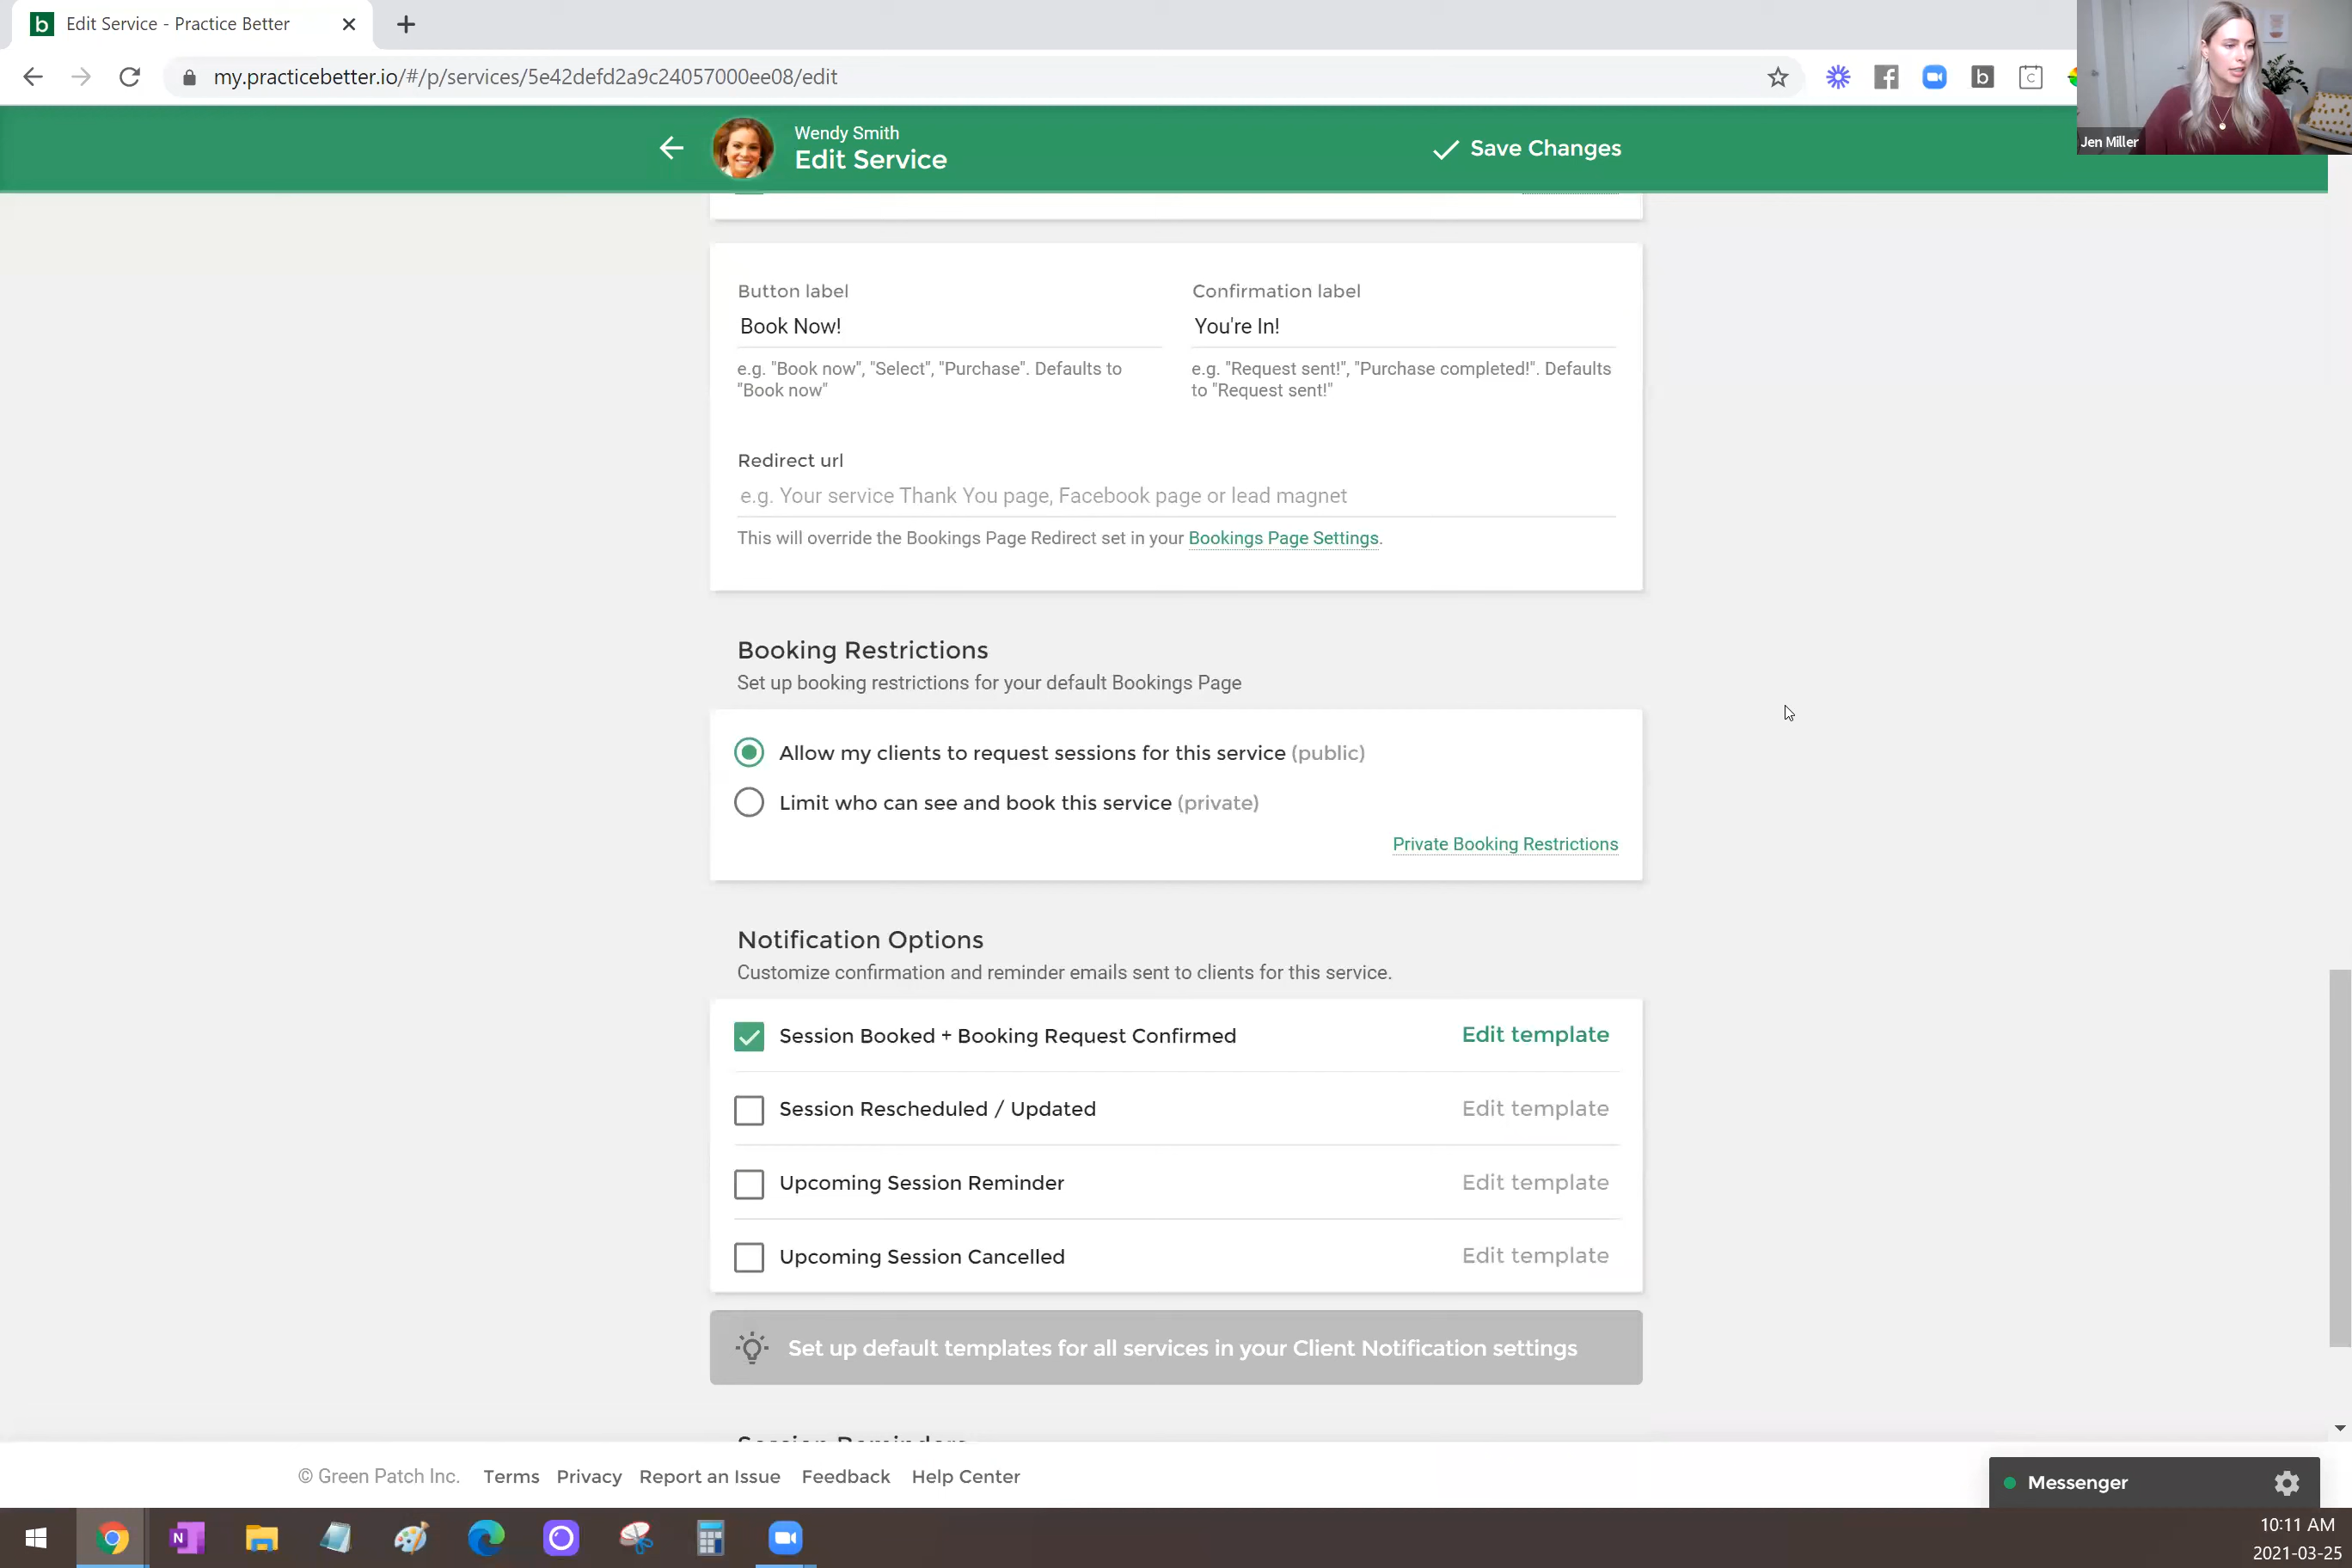 Edit Service - Practice Better
my.practicebetter.io/#/p/services/5e42defd2a9c24057000ee08/edit
Jen Miller
Wendy Smith
Edit Service
Save Changes
Button label
Confirmation label
Book Now!
You're In!
e.g. "Book now", "Select", "Purchase". Defaults to
"Book now"
e.g. "Request sent!", "Purchase completed!". Defaults
to "Request sent!"
Redirect url
e.g. Your service Thank You page, Facebook page or lead magnet
This will override the Bookings Page Redirect set in your Bookings Page Settings.
Booking Restrictions
Set up booking restrictions for your default Bookings Page
Allow my clients to request sessions for this service (public)
Limit who can see and book this service (private)
Private Booking Restrictions
Notification Options
Customize confirmation and reminder emails sent to clients for this service.
Session Booked + Booking Request Confirmed Edit template
Session Rescheduled / Updated Edit template
Upcoming Session Reminder Edit template
Upcoming Session Cancelled Edit template
Set up default templates for all services in your Client Notification settings
Session Reminders
© Green Patch Inc. Terms Privacy Report an Issue Feedback Help Center
Messenger
10:11 AM
2021-03-25